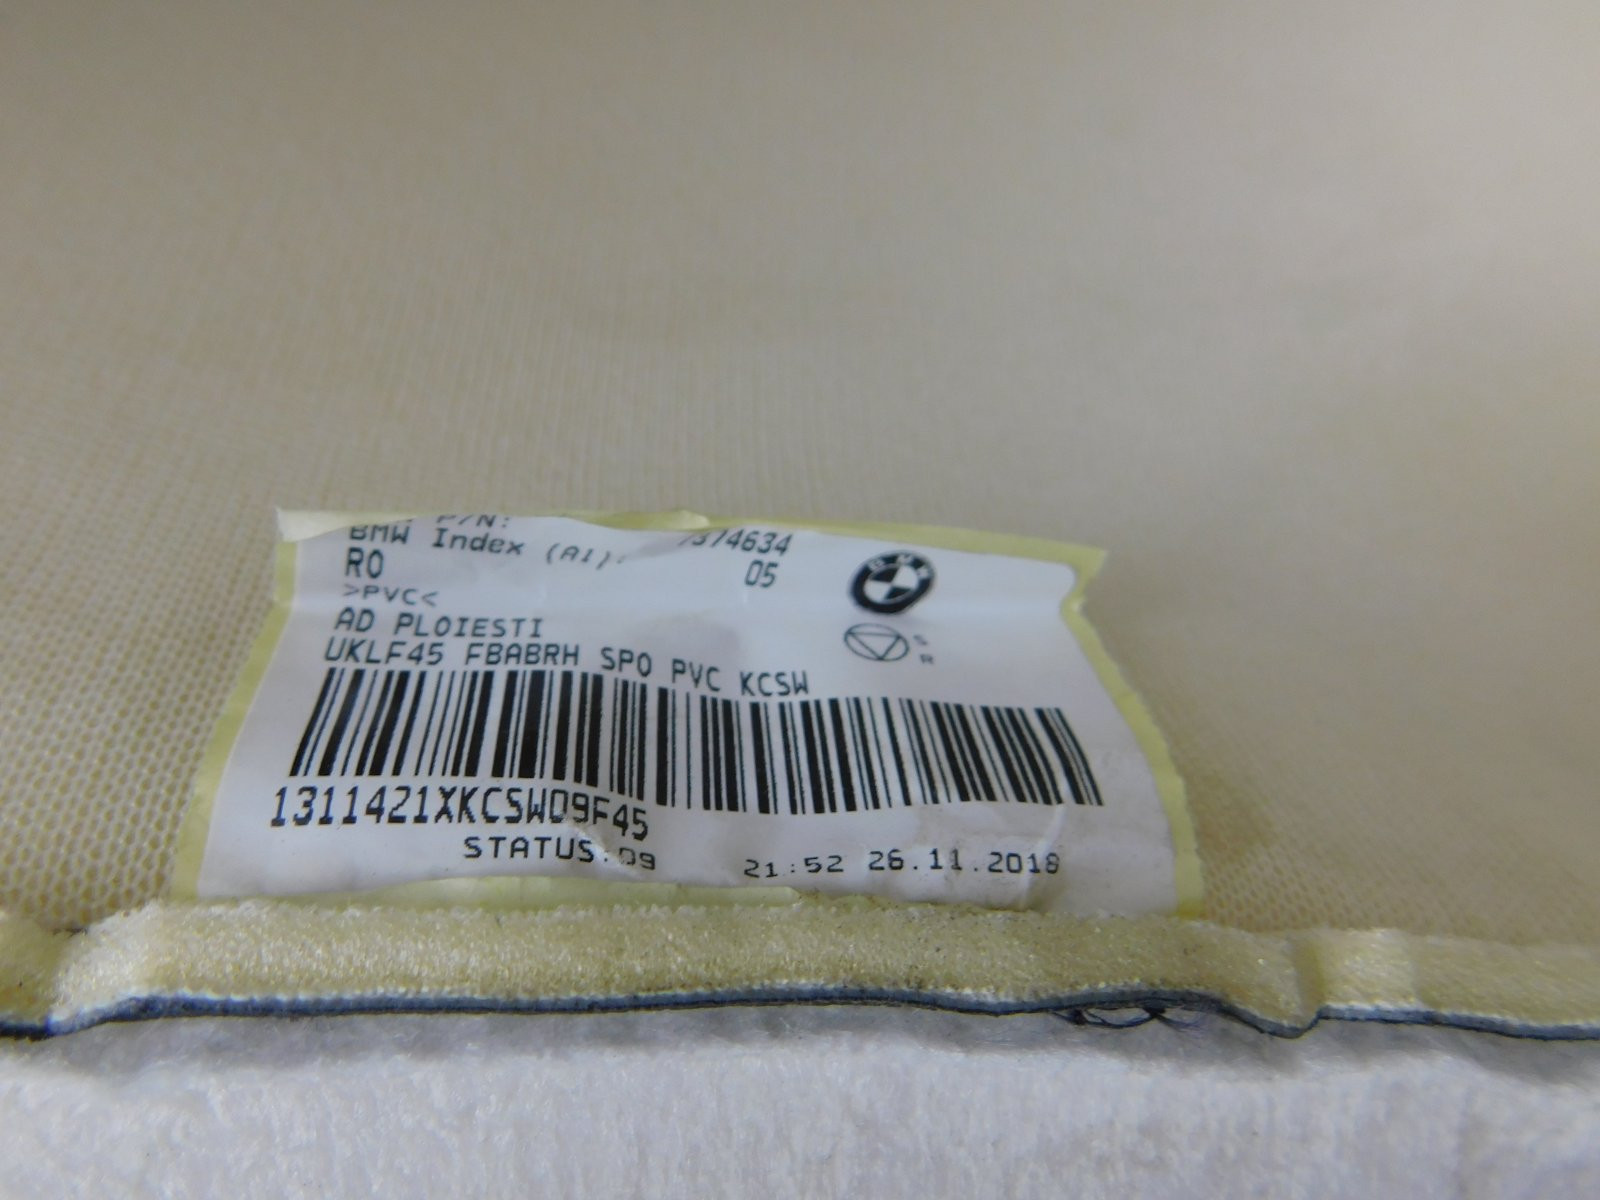 P/N: 7374634
BMW Index (AI): 05
RO
>PVC<
AD PLOIESTI
UKLF45 FBABRH SPO PVC KCSW
BMW
S
R
1311421XKCSW09F45
STATUS:09 21:52 26.11.2018